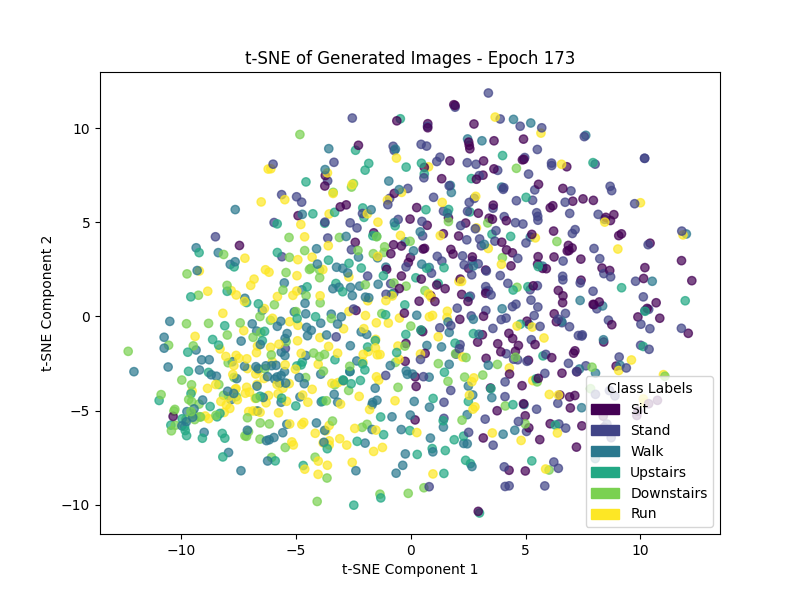 t-SNE of Generated Images - Epoch 173
t-SNE Component 2
10
5
0
−5
−10
−10
−5
0
5
10
t-SNE Component 1
Class Labels
Sit
Stand
Walk
Upstairs
Downstairs
Run